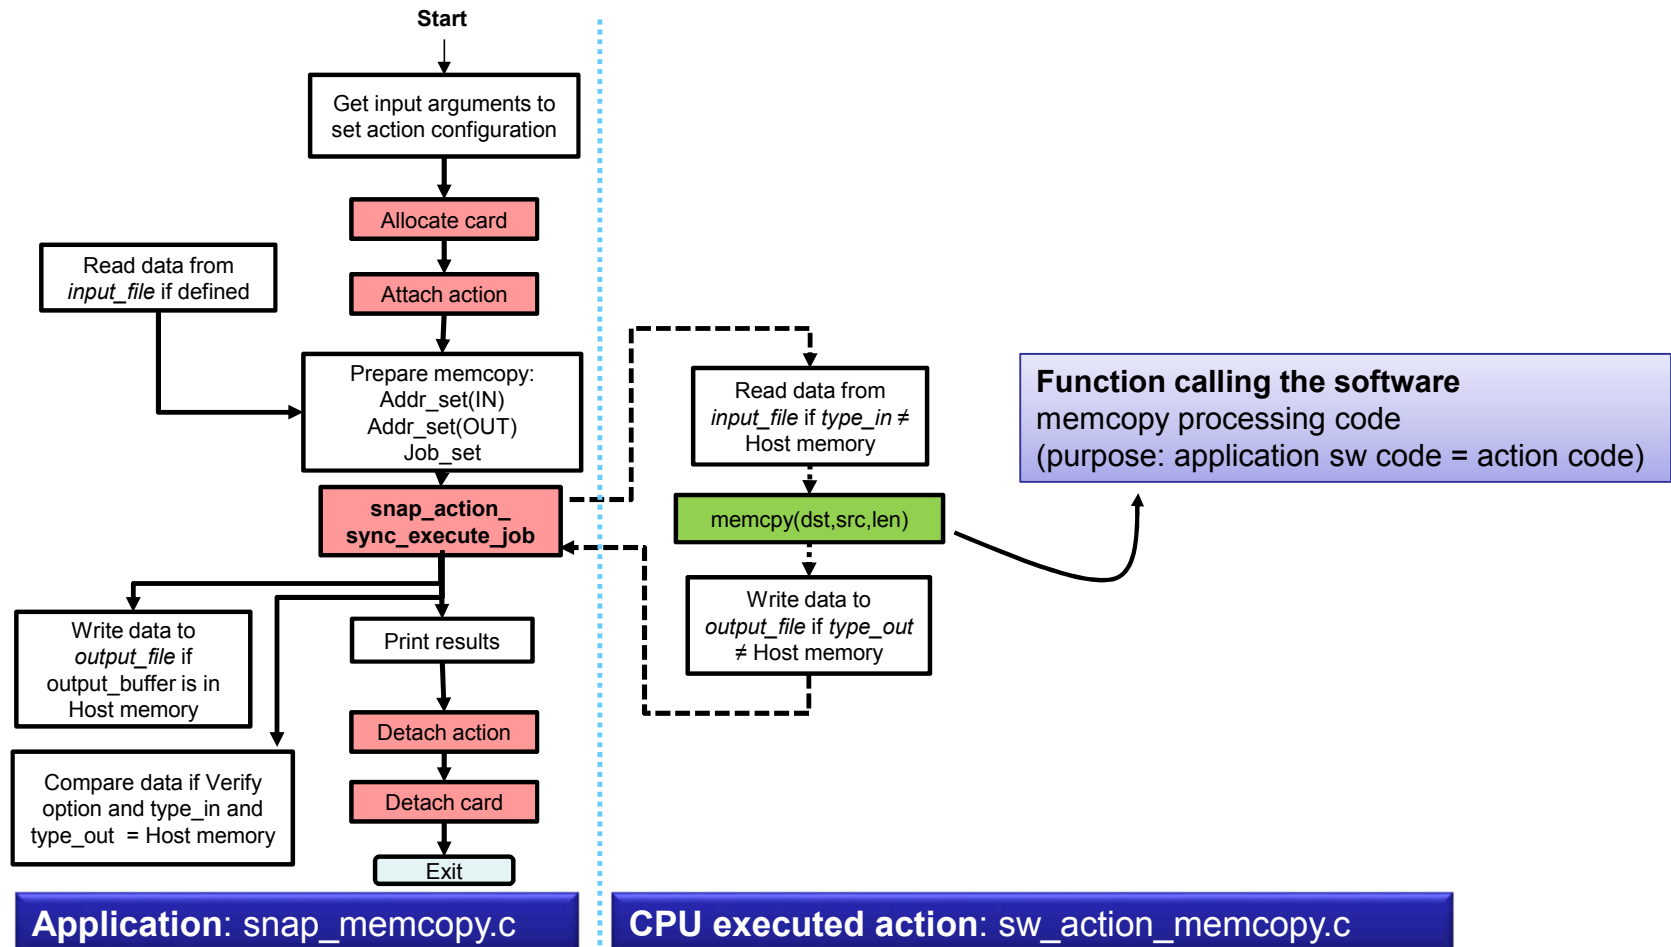 Start
Get input arguments to
set action configuration
Allocate card
Read data from
input_file if defined
Attach action
Prepare memcopy:
Addr_set(IN)
Addr_set(OUT)
Job_set
snap_action_
sync_execute_job
Write data to
output_file if
output_buffer is in
Host memory
Print results
Compare data if Verify
option and type_in and
type_out = Host memory
Detach action
Detach card
Exit
Application: snap_memcopy.c
Read data from
input_file if type_in ≠
Host memory
memcpy(dst,src,len)
Write data to
output_file if type_out
≠ Host memory
Function calling the software
memcopy processing code
(purpose: application sw code = action code)
CPU executed action: sw_action_memcopy.c